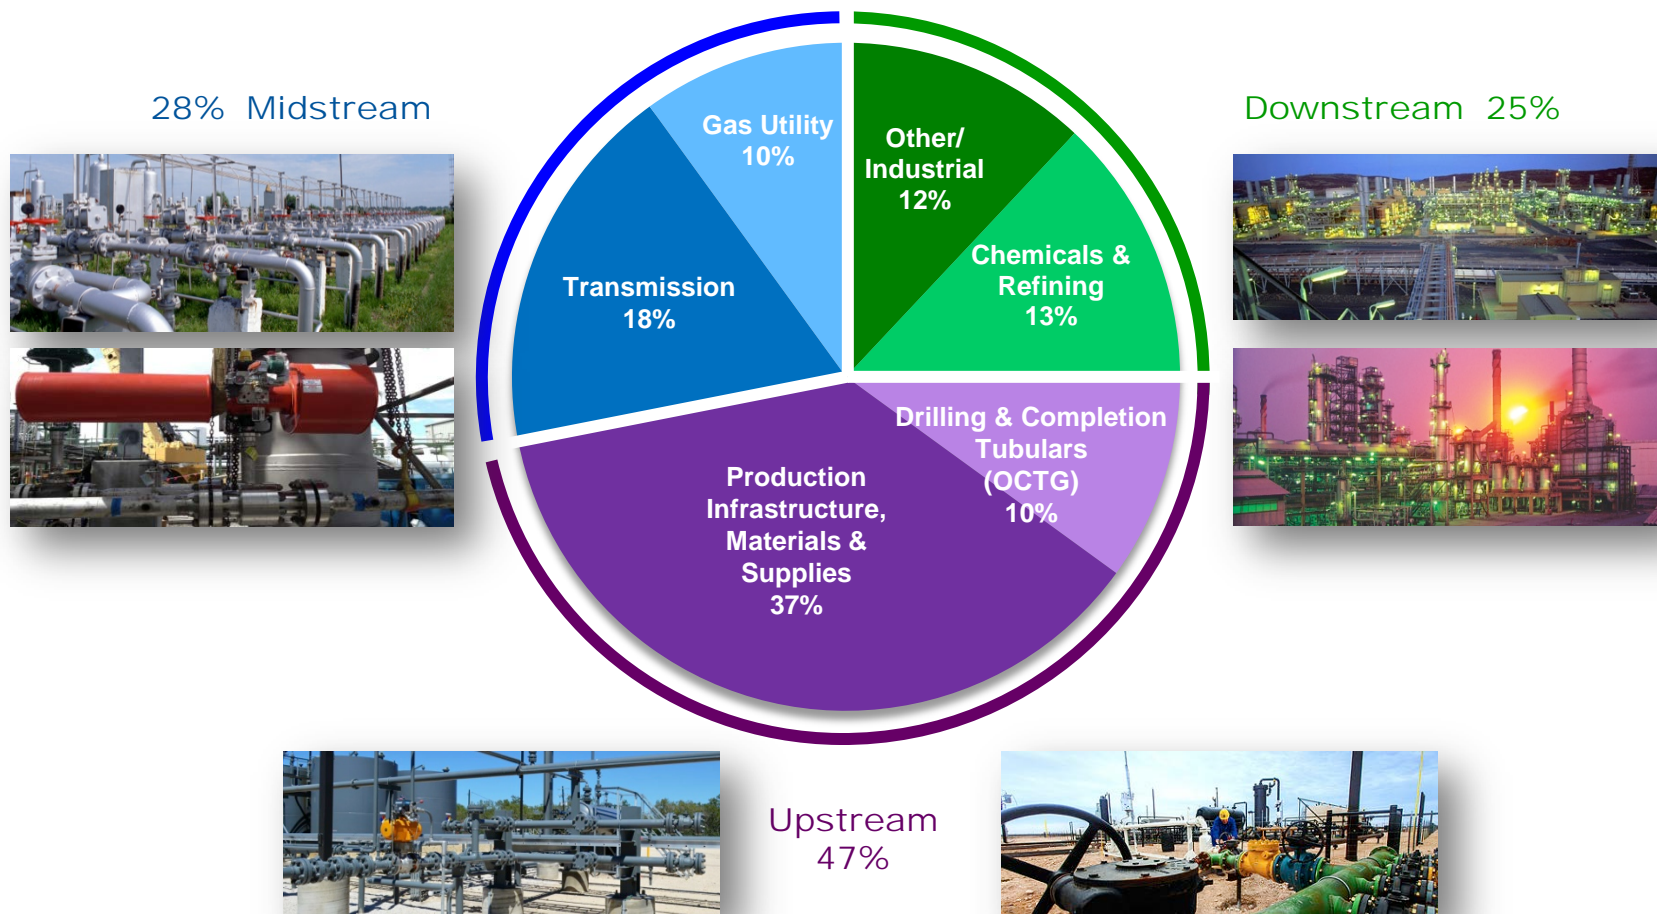 28% Midstream
Downstream 25%
Gas Utility
10%
Other/
Industrial
12%
Transmission
18%
Chemicals &
Refining
13%
Drilling & Completion
Tubulars
(OCTG)
10%
Production
Infrastructure,
Materials &
Supplies
37%
Upstream
47%